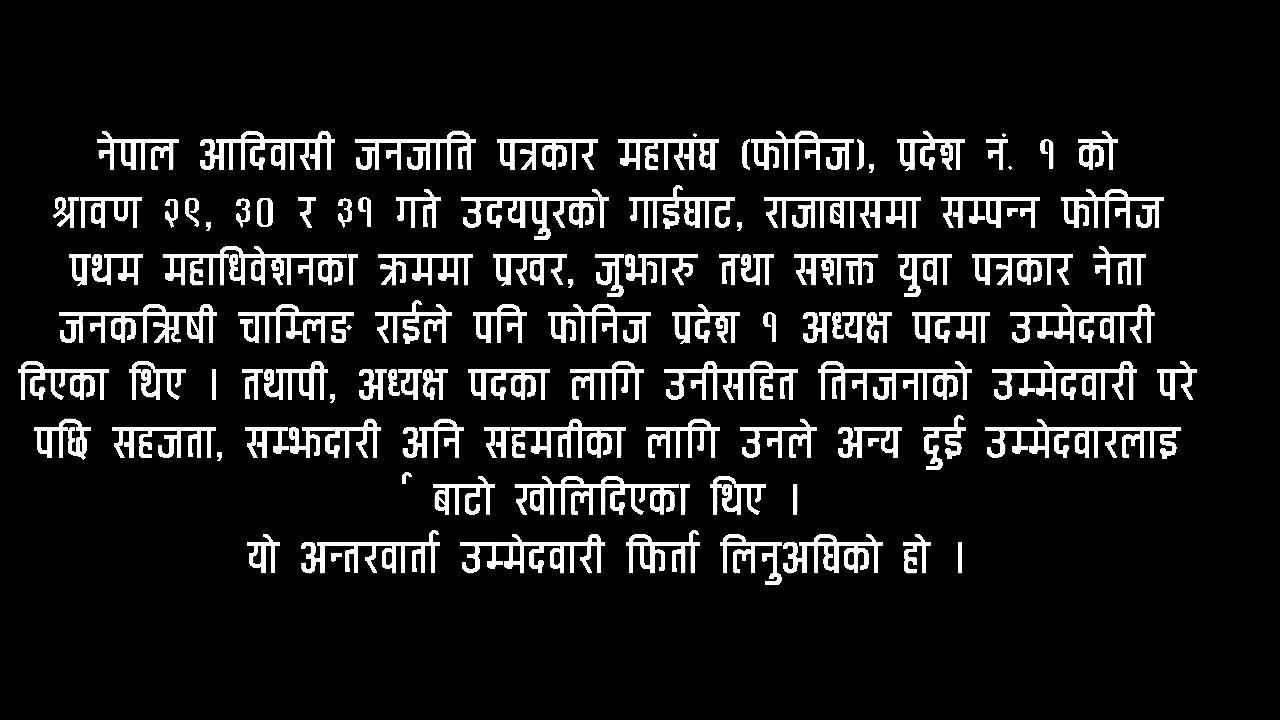 नेपाल आदिवासी जनजाति पत्रकार महासंघ (फोनिज), प्रदेश नं. १ को
श्रावण २९, ३० र ३१ गते उदयपुरको गाईघाट, राजाबासमा सम्पन्न फोनिज
प्रथम महाधिवेशनका क्रममा प्रखर, जुझारु तथा सशक्त युवा पत्रकार नेता
जनकऋिषी चाम्लिङ राईले पनि फोनिज प्रदेश १ अध्यक्ष पदमा उम्मेदवारी
दिएका थिए । तथापी, अध्यक्ष पदका लागि उनीसहित तिनजनाको उम्मेदवारी परे
पछि सहजता, सम्झदारी अनि सहमतीका लागि उनले अन्य दुई उम्मेदवारलाइ
र्‍ बाटो खोलिदिएका थिए ।
यो अन्तरवार्ता उम्मेदवारी फिर्ता लिनुअघिको हो ।